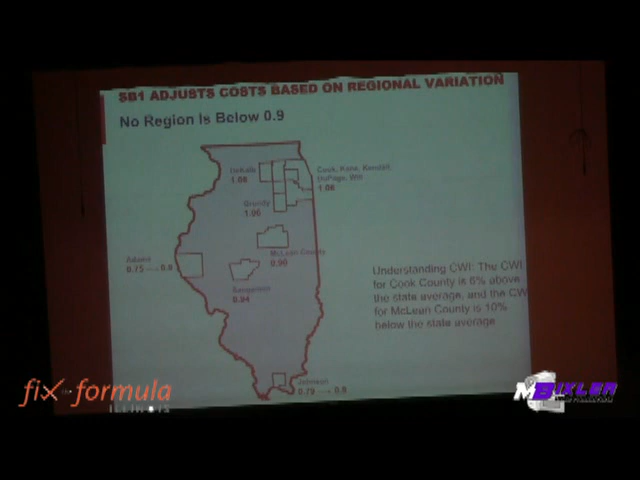 SB1 ADJUSTS COSTS BASED ON REGIONAL VARIATION
No Region Is Below 0.9
DeKalb
1.06
Cook, Kane, Kendall,
DuPage, Will
1.06
Grundy
1.06
McLean County
0.90
Adams
0.75 → 0.9
Sangamon
0.94
Understanding CWI: The CWI
for Cook County is 6% above
the state average, and the CW
for McLean County is 10%
below the state average
Johnson
0.79 → 0.9
fix the formula
ILLINOIS
MBIXLER